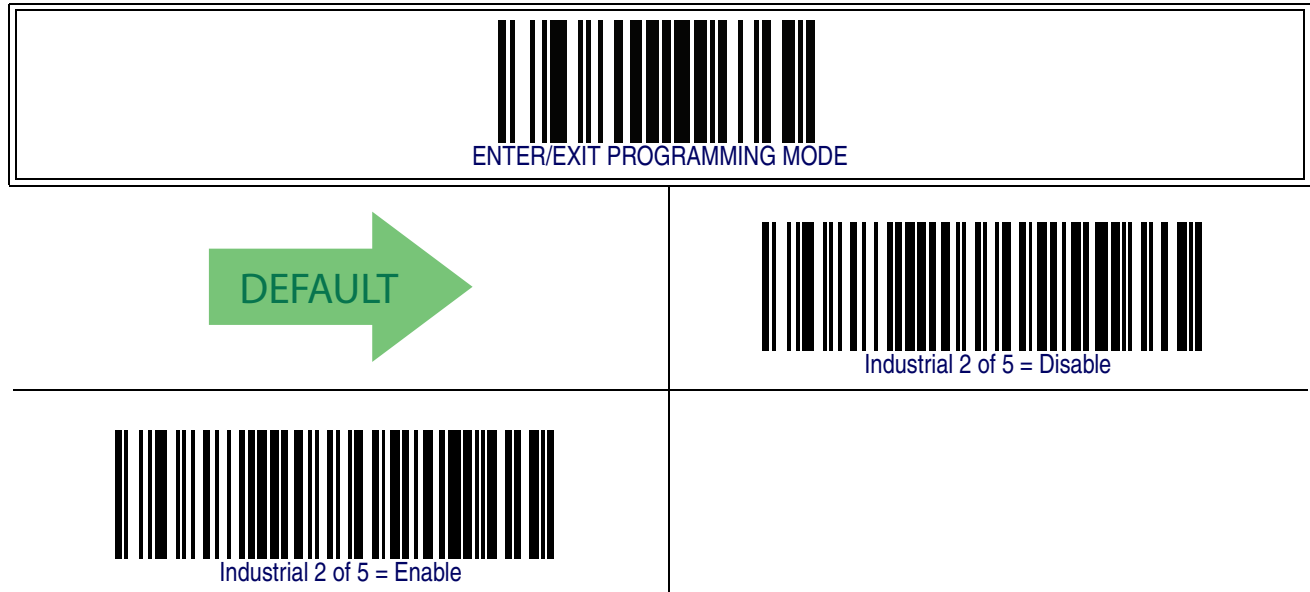 ENTER/EXIT PROGRAMMING MODE
DEFAULT
Industrial 2 of 5 = Disable
Industrial 2 of 5 = Enable